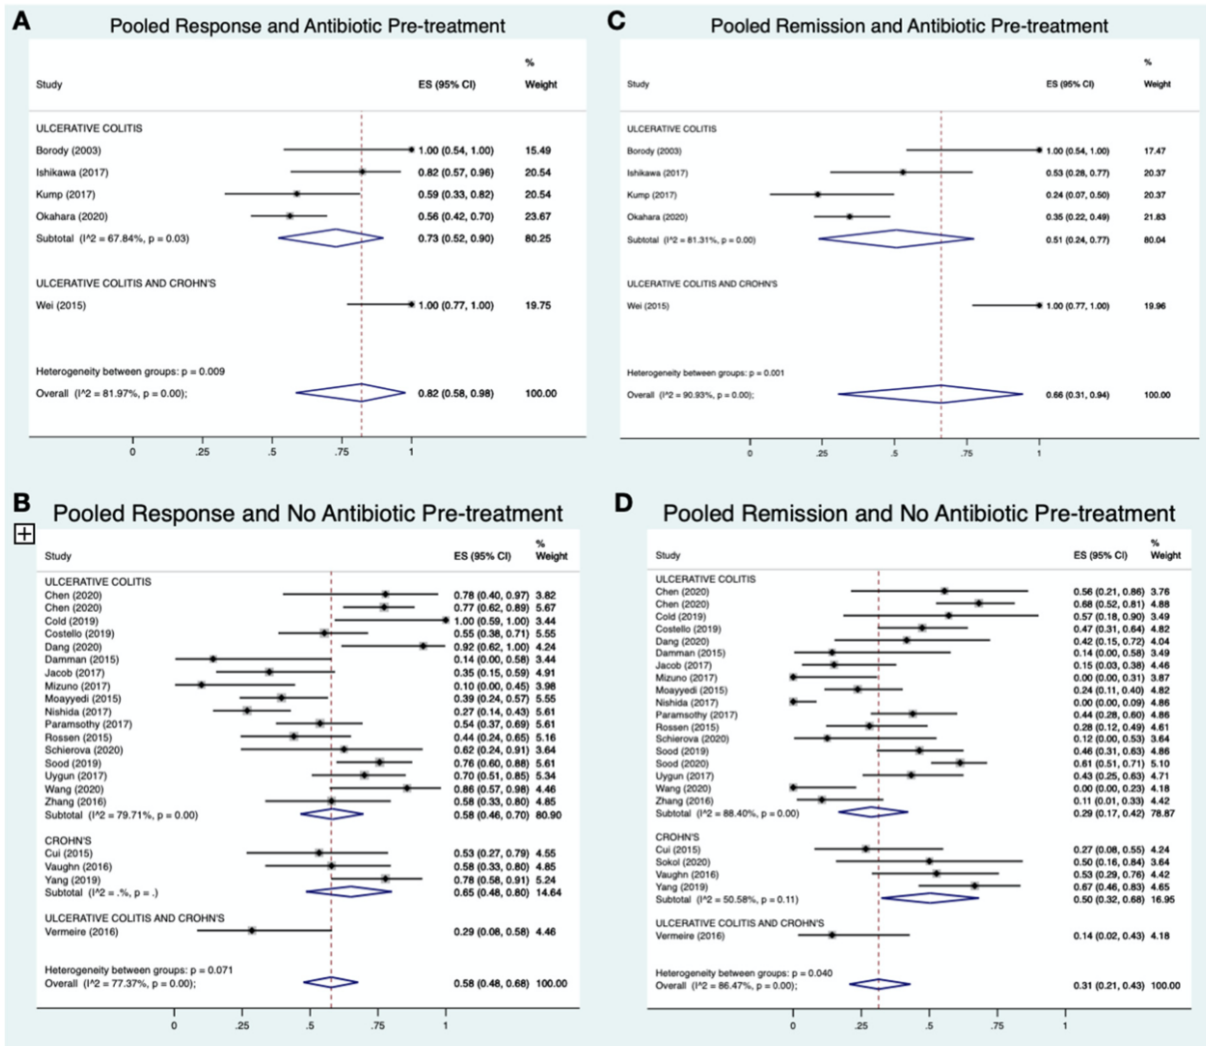 A
Pooled Response and Antibiotic Pre-treatment
%
Study ES (95% CI) Weight
ULCERATIVE COLITIS
Borody (2003) 1.00 (0.54, 1.00) 15.49
Ishikawa (2017) 0.82 (0.57, 0.96) 20.54
Kump (2017) 0.59 (0.33, 0.82) 20.54
Okahara (2020) 0.56 (0.42, 0.70) 23.67
Subtotal (I^2 = 67.84%, p = 0.03) 0.73 (0.52, 0.90) 80.25
ULCERATIVE COLITIS AND CROHN'S
Wei (2015) 1.00 (0.77, 1.00) 19.75
Heterogeneity between groups: p = 0.009
Overall (I^2 = 81.97%, p = 0.00); 0.82 (0.58, 0.98) 100.00
0 .25 .5 .75 1
C
Pooled Remission and Antibiotic Pre-treatment
%
Study ES (95% CI) Weight
ULCERATIVE COLITIS
Borody (2003) 1.00 (0.54, 1.00) 17.47
Ishikawa (2017) 0.53 (0.28, 0.77) 20.37
Kump (2017) 0.24 (0.07, 0.50) 20.37
Okahara (2020) 0.35 (0.22, 0.49) 21.83
Subtotal (I^2 = 81.31%, p = 0.00) 0.51 (0.24, 0.77) 80.04
ULCERATIVE COLITIS AND CROHN'S
Wei (2015) 1.00 (0.77, 1.00) 19.96
Heterogeneity between groups: p = 0.001
Overall (I^2 = 90.93%, p = 0.00); 0.66 (0.31, 0.94) 100.00
0 .25 .5 .75 1
B
Pooled Response and No Antibiotic Pre-treatment
%
Study ES (95% CI) Weight
ULCERATIVE COLITIS
Chen (2020) 0.78 (0.40, 0.97) 3.82
Chen (2020) 0.77 (0.62, 0.89) 5.67
Cold (2019) 1.00 (0.59, 1.00) 3.44
Costello (2019) 0.55 (0.38, 0.71) 5.55
Dang (2020) 0.92 (0.62, 1.00) 4.24
Damman (2015) 0.14 (0.00, 0.58) 3.44
Jacob (2017) 0.35 (0.15, 0.59) 4.91
Mizuno (2017) 0.10 (0.00, 0.45) 3.98
Moayyedi (2015) 0.39 (0.24, 0.57) 5.55
Nishida (2017) 0.27 (0.14, 0.43) 5.61
Paramsothy (2017) 0.54 (0.37, 0.69) 5.61
Rossen (2015) 0.44 (0.24, 0.65) 5.16
Schierova (2020) 0.62 (0.24, 0.91) 3.64
Sood (2019) 0.76 (0.60, 0.88) 5.61
Uygun (2017) 0.70 (0.51, 0.85) 5.34
Wang (2020) 0.86 (0.57, 0.98) 4.46
Zhang (2016) 0.58 (0.33, 0.80) 4.85
Subtotal (I^2 = 79.71%, p = 0.00) 0.58 (0.46, 0.70) 80.90
CROHN'S
Cui (2015) 0.53 (0.27, 0.79) 4.55
Vaughn (2016) 0.58 (0.33, 0.80) 4.85
Yang (2019) 0.78 (0.58, 0.91) 5.24
Subtotal (I^2 = .%, p = .) 0.65 (0.48, 0.80) 14.64
ULCERATIVE COLITIS AND CROHN'S
Vermeire (2016) 0.29 (0.08, 0.58) 4.46
Heterogeneity between groups: p = 0.071
Overall (I^2 = 77.37%, p = 0.00); 0.58 (0.48, 0.68) 100.00
0 .25 .5 .75 1
D
Pooled Remission and No Antibiotic Pre-treatment
%
Study ES (95% CI) Weight
ULCERATIVE COLITIS
Chen (2020) 0.56 (0.21, 0.86) 3.76
Chen (2020) 0.68 (0.52, 0.81) 4.88
Cold (2019) 0.57 (0.18, 0.90) 3.49
Costello (2019) 0.47 (0.31, 0.64) 4.82
Dang (2020) 0.42 (0.15, 0.72) 4.04
Damman (2015) 0.14 (0.00, 0.58) 3.49
Jacob (2017) 0.15 (0.03, 0.38) 4.46
Mizuno (2017) 0.00 (0.00, 0.31) 3.87
Moayyedi (2015) 0.24 (0.11, 0.40) 4.82
Nishida (2017) 0.00 (0.00, 0.09) 4.86
Paramsothy (2017) 0.44 (0.28, 0.60) 4.86
Rossen (2015) 0.28 (0.12, 0.49) 4.61
Schierova (2020) 0.12 (0.00, 0.53) 3.64
Sood (2019) 0.46 (0.31, 0.63) 4.86
Sood (2020) 0.61 (0.51, 0.71) 5.10
Uygun (2017) 0.43 (0.25, 0.63) 4.71
Wang (2020) 0.00 (0.00, 0.23) 4.18
Zhang (2016) 0.11 (0.01, 0.33) 4.42
Subtotal (I^2 = 88.40%, p = 0.00) 0.29 (0.17, 0.42) 78.87
CROHN'S
Cui (2015) 0.27 (0.08, 0.55) 4.24
Sokol (2020) 0.50 (0.16, 0.84) 3.64
Vaughn (2016) 0.53 (0.29, 0.76) 4.42
Yang (2019) 0.67 (0.46, 0.83) 4.65
Subtotal (I^2 = 50.58%, p = 0.11) 0.50 (0.32, 0.68) 16.95
ULCERATIVE COLITIS AND CROHN'S
Vermeire (2016) 0.14 (0.02, 0.43) 4.18
Heterogeneity between groups: p = 0.040
Overall (I^2 = 86.47%, p = 0.00); 0.31 (0.21, 0.43) 100.00
0 .25 .5 .75 1